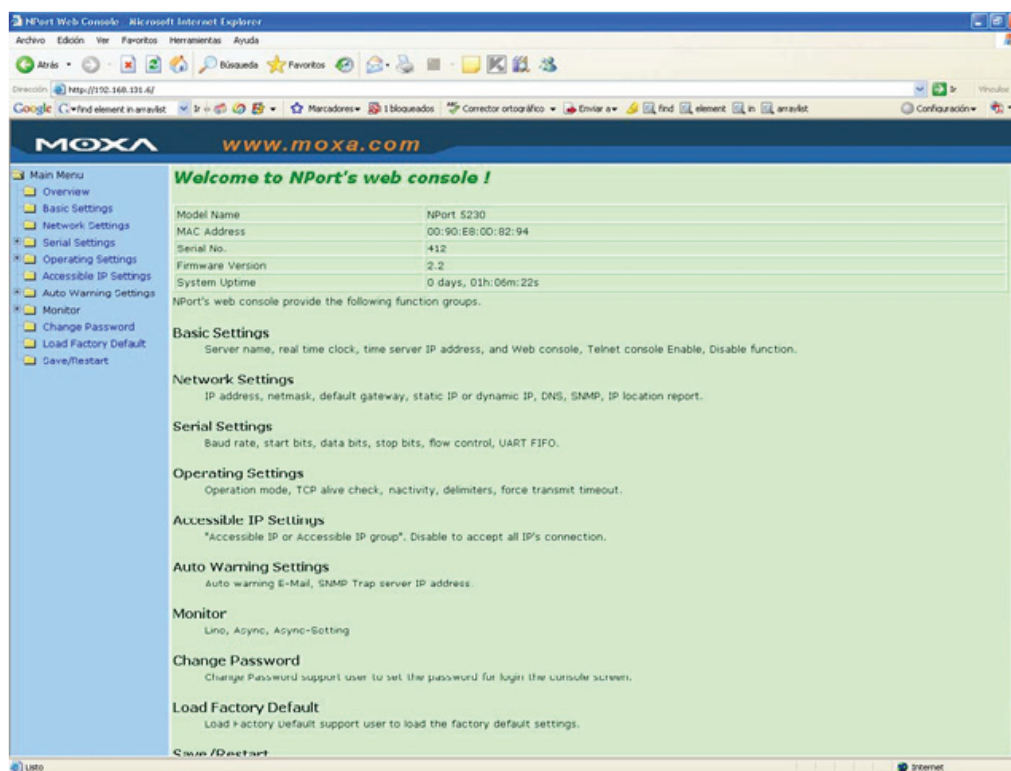 NPort Web Console - Microsoft Internet Explorer
Archivo Edición Ver Favoritos Herramientas Ayuda
Atrás Búsqueda Favoritos
Dirección http://192.168.131.6/ Ir Vínculos
Google find element in arraylist Ir Marcadores 1 bloqueados Corrector ortográfico Enviar a find element in arraylist Configuración
MOXA www.moxa.com
Main Menu
Overview
Basic Settings
Network Settings
Serial Settings
Operating Settings
Accessible IP Settings
Auto Warning Settings
Monitor
Change Password
Load Factory Default
Save/Restart
Welcome to NPort's web console !
Model Name NPort 5230
MAC Address 00:90:E8:0D:82:94
Serial No. 412
Firmware Version 2.2
System Uptime 0 days, 01h:06m:22s
NPort's web console provide the following function groups.
Basic Settings
Server name, real time clock, time server IP address, and Web console, Telnet console Enable, Disable function.
Network Settings
IP address, netmask, default gateway, static IP or dynamic IP, DNS, SNMP, IP location report.
Serial Settings
Baud rate, start bits, data bits, stop bits, flow control, UART FIFO.
Operating Settings
Operation mode, TCP alive check, nactivity, delimiters, force transmit timeout.
Accessible IP Settings
"Accessible IP or Accessible IP group". Disable to accept all IP's connection.
Auto Warning Settings
Auto warning E-Mail, SNMP Trap server IP address.
Monitor
Line, Async, Async-Setting
Change Password
Change Password support user to set the password for login the console screen.
Load Factory Default
Load Factory Default support user to load the factory default settings.
Save/Restart
Listo Internet